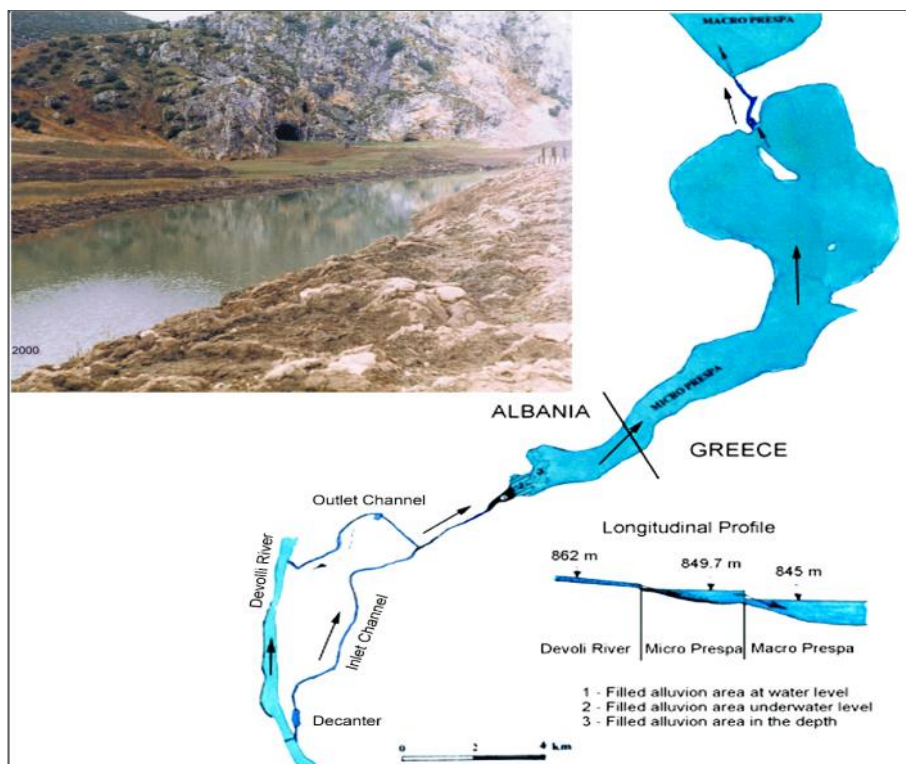 MACRO PRESPA
2000
MICRO PRESPA
ALBANIA
GREECE
Outlet Channel
Devolli River
Inlet Channel
Decanter
Longitudinal Profile
862 m
849.7 m
845 m
Devoli River
Micro Prespa
Macro Prespa
1 - Filled alluvion area at water level
2 - Filled alluvion area underwater level
3 - Filled alluvion area in the depth
0 2 4 km